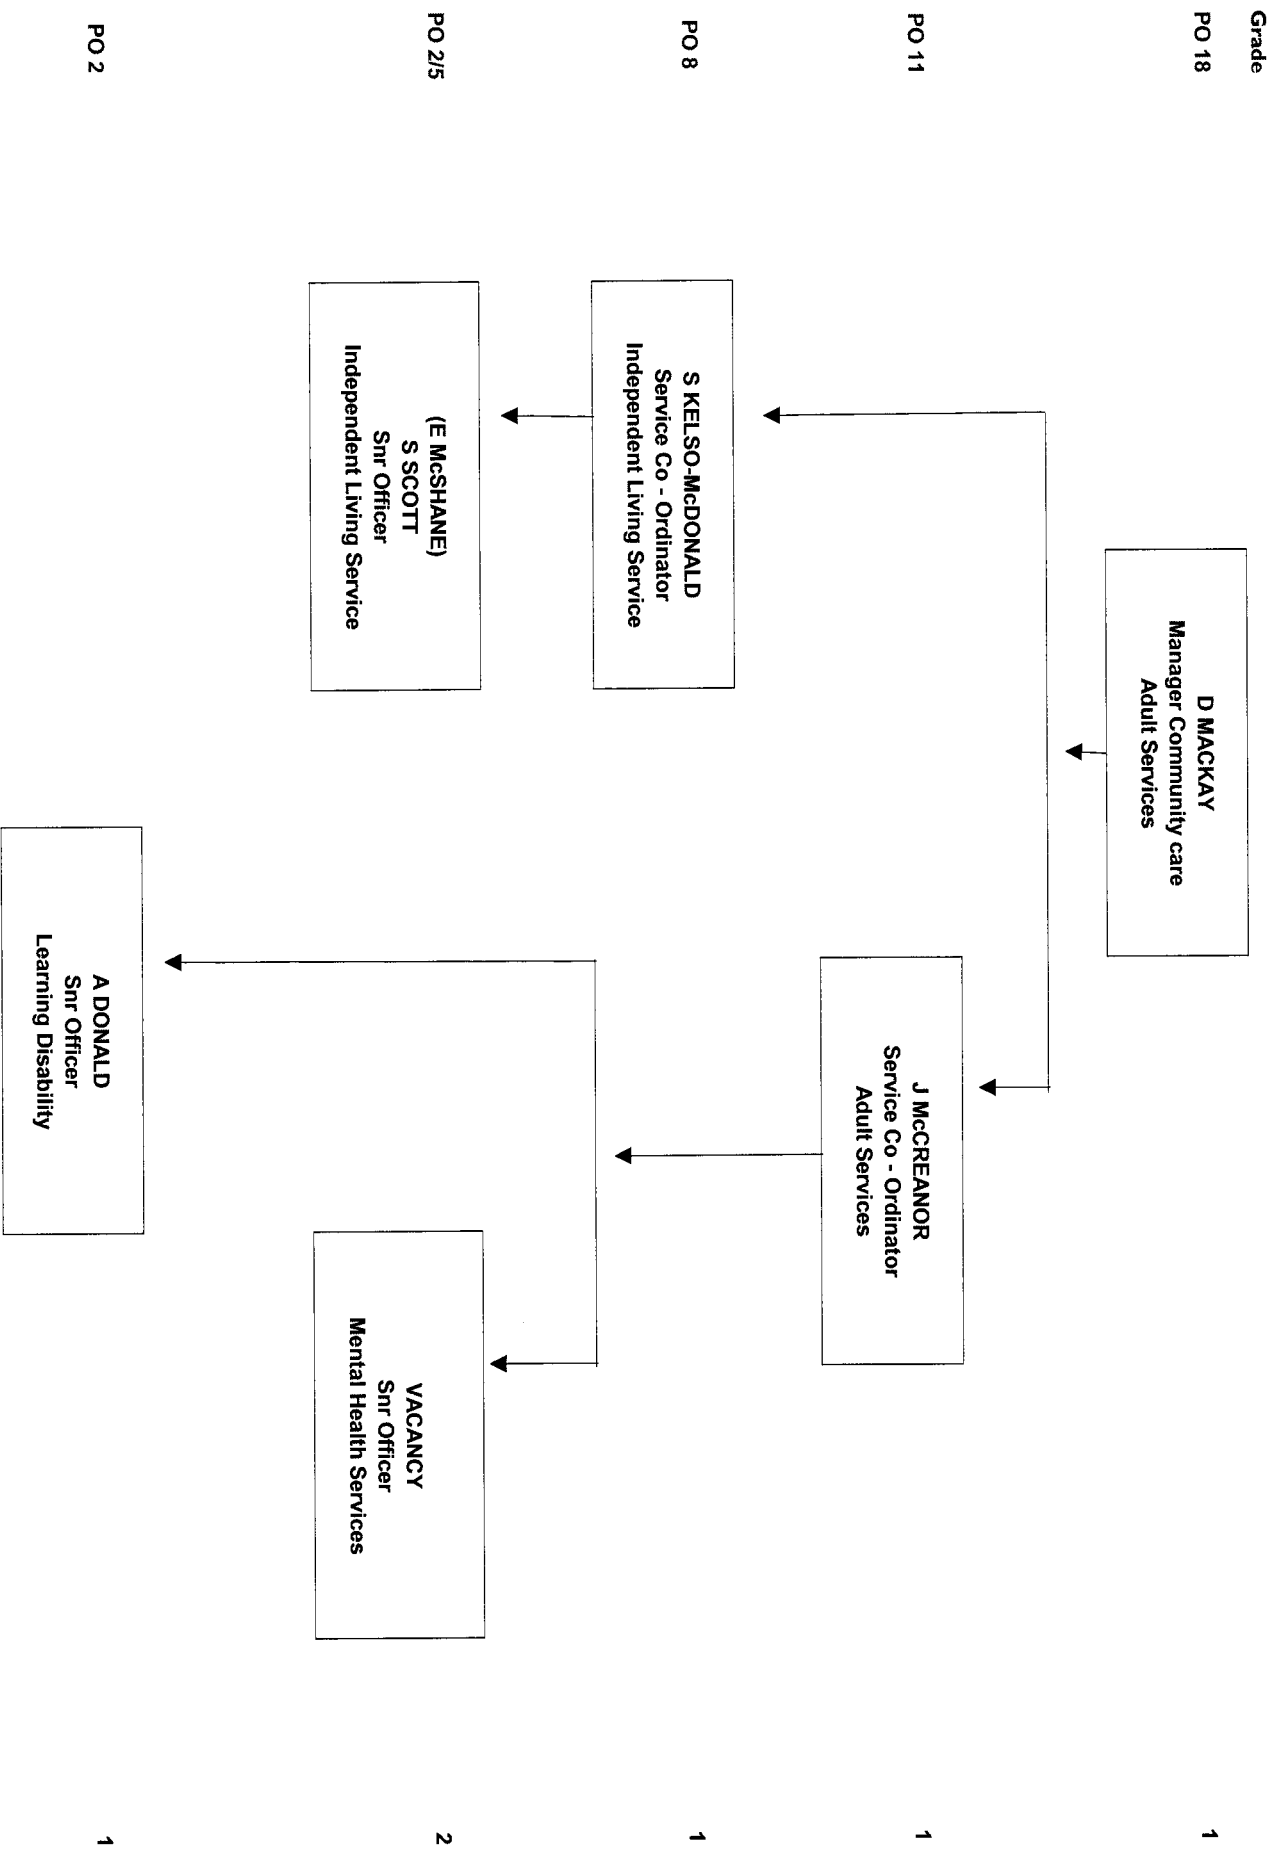 Grade
PO 18
D MACKAY
Manager Community care
Adult Services
1
PO 11
J McCREANOR
Service Co - Ordinator
Adult Services
1
PO 8
S KELSO-McDONALD
Service Co - Ordinator
Independent Living Service
1
PO 2/5
(E McSHANE)
S SCOTT
Snr Officer
Independent Living Service
VACANCY
Snr Officer
Mental Health Services
2
PO 2
A DONALD
Snr Officer
Learning Disability
1